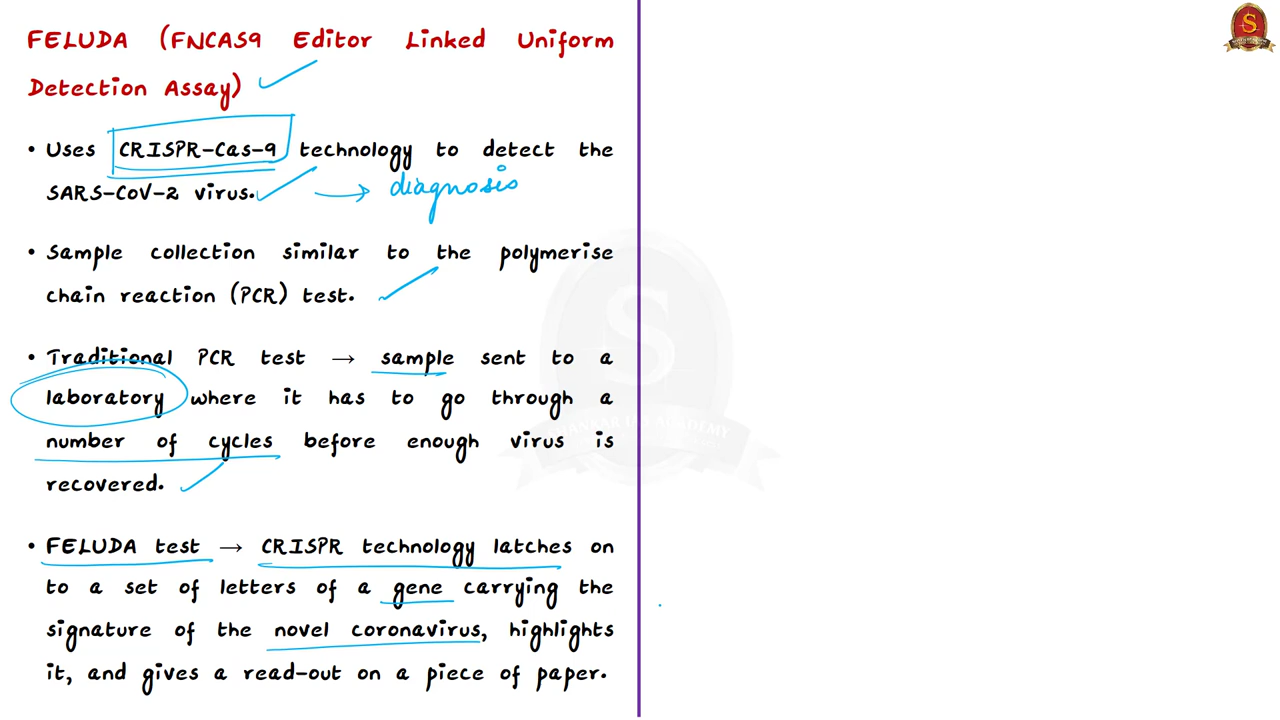 FELUDA (FNCAS9 Editor Linked Uniform
Detection Assay)
• Uses CRISPR-Cas-9 technology to detect the
SARS-CoV-2 virus. → diagnosis
• Sample collection similar to the polymerise
chain reaction (PCR) test.
• Traditional PCR test → sample sent to a
laboratory where it has to go through a
number of cycles before enough virus is
recovered.
• FELUDA test → CRISPR technology latches on
to a set of letters of a gene carrying the
signature of the novel coronavirus, highlights
it, and gives a read-out on a piece of paper.